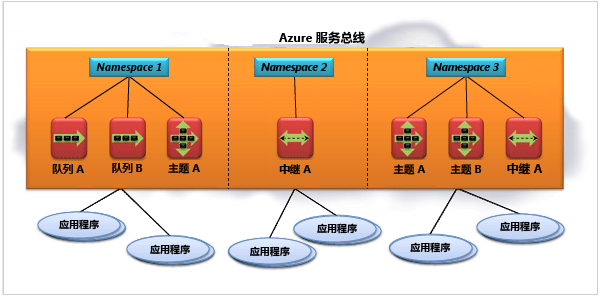 Azure 服务总线
Namespace 1
Namespace 2
Namespace 3
队列 A
队列 B
主题 A
中继 A
主题 A
主题 B
中继 A
应用程序
应用程序
应用程序
应用程序
应用程序
应用程序